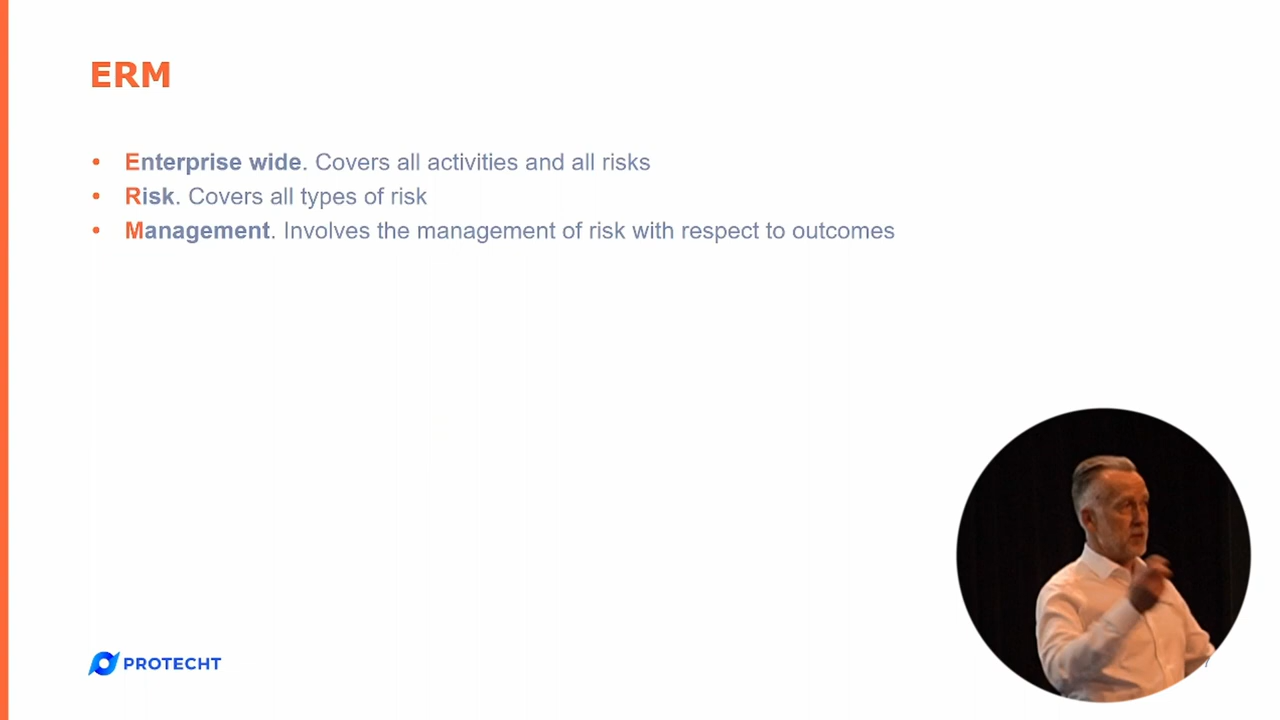 ERM
• Enterprise wide. Covers all activities and all risks
• Risk. Covers all types of risk
• Management. Involves the management of risk with respect to outcomes
PROTECHT
7